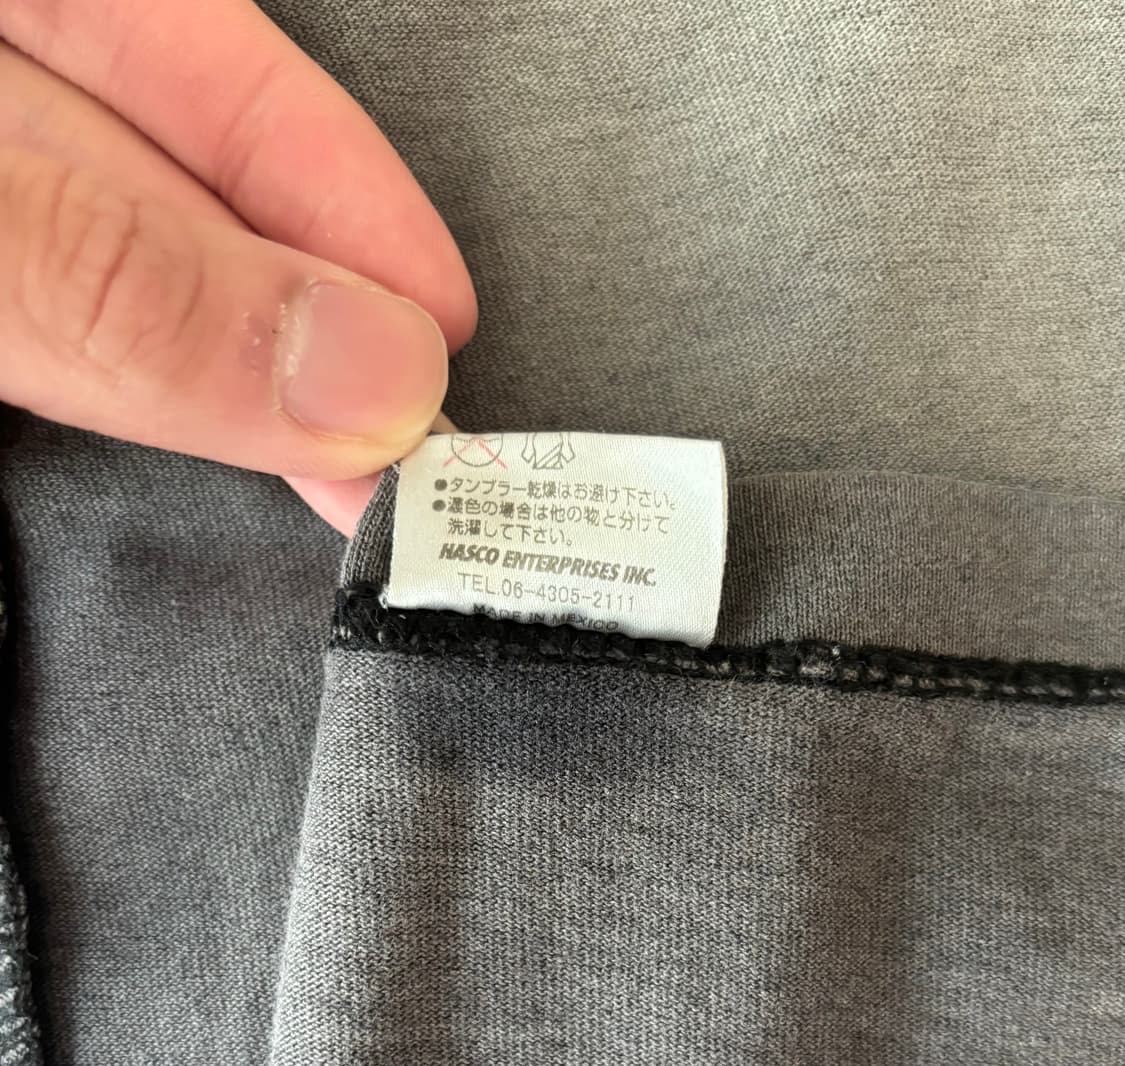 ●タンブラー乾燥はお避け下さい。
●濃色の場合は他の物と分けて
洗濯して下さい。
HASCO ENTERPRISES INC.
TEL.06-4305-2111
MADE IN MEXICO